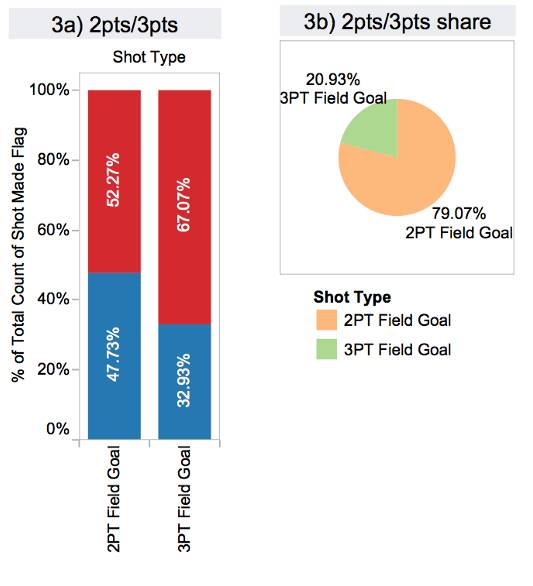 3a) 2pts/3pts
Shot Type
% of Total Count of Shot Made Flag
100%
80%
60%
40%
20%
0%
52.27%
47.73%
67.07%
32.93%
2PT Field Goal
3PT Field Goal
3b) 2pts/3pts share
20.93%
3PT Field Goal
79.07%
2PT Field Goal
Shot Type
2PT Field Goal
3PT Field Goal